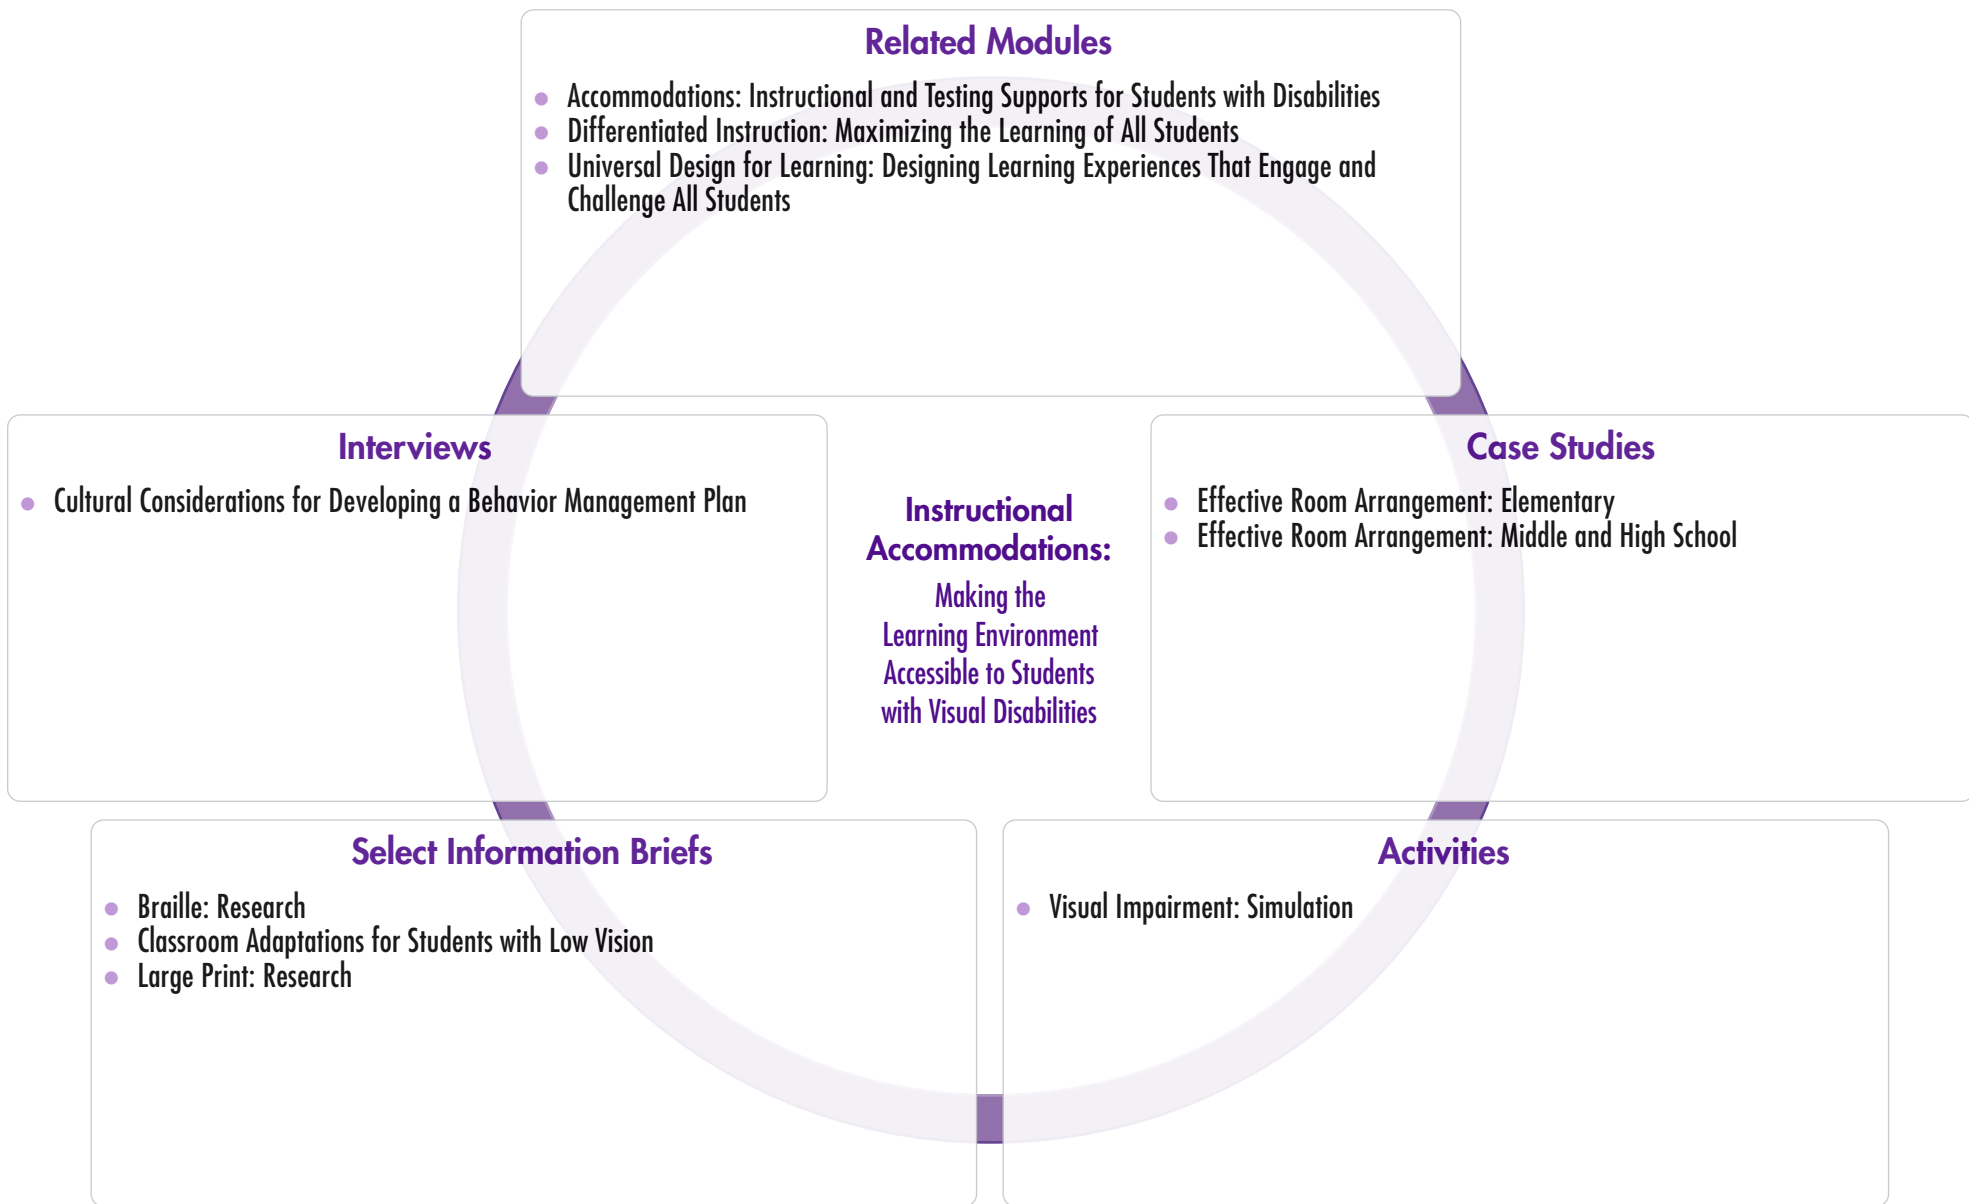 Related Modules
Accommodations: Instructional and Testing Supports for Students with Disabilities
Differentiated Instruction: Maximizing the Learning of All Students
Universal Design for Learning: Designing Learning Experiences That Engage and
Challenge All Students
Interviews
Cultural Considerations for Developing a Behavior Management Plan
Instructional
Accommodations:
Making the
Learning Environment
Accessible to Students
with Visual Disabilities
Case Studies
Effective Room Arrangement: Elementary
Effective Room Arrangement: Middle and High School
Select Information Briefs
Braille: Research
Classroom Adaptations for Students with Low Vision
Large Print: Research
Activities
Visual Impairment: Simulation